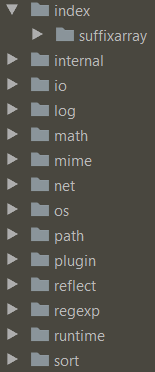 index
suffixarray
internal
io
log
math
mime
net
os
path
plugin
reflect
regexp
runtime
sort